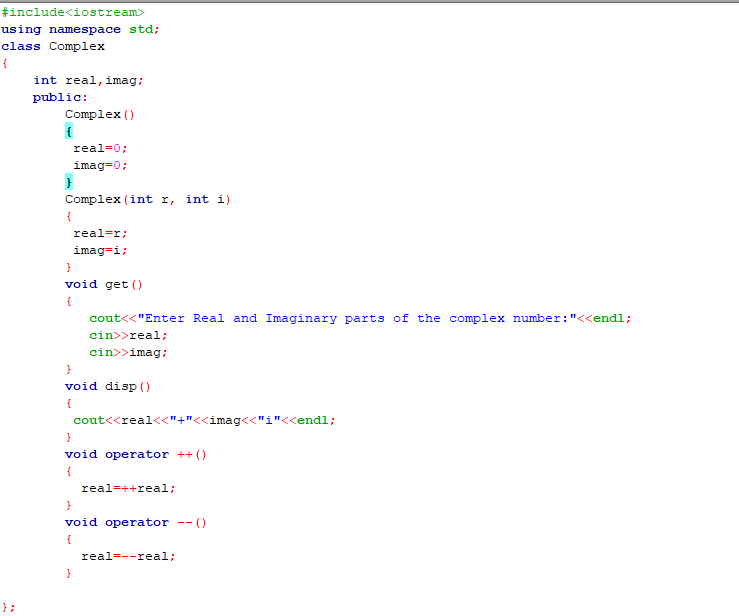 #include<iostream>
using namespace std;
class Complex
{
    int real,imag;
    public:
        Complex()
        {
         real=0;
         imag=0;
        }
        Complex(int r, int i)
        {
         real=r;
         imag=i;
        }
        void get()
        {
           cout<<"Enter Real and Imaginary parts of the complex number:"<<endl;
           cin>>real;
           cin>>imag;
        }
        void disp()
        {
         cout<<real<<"+"<<imag<<"i"<<endl;
        }
        void operator ++()
        {
          real=++real;
        }
        void operator --()
        {
          real=--real;
        }
};